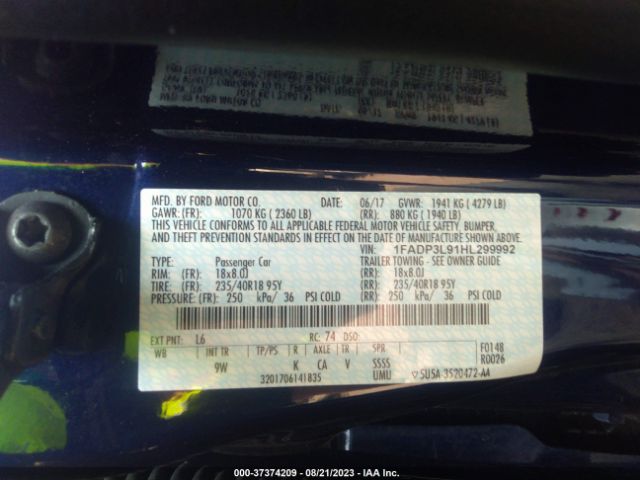 MFD. BY FORD MOTOR CO. DATE: 06/17 GVWR: 1941 KG ( 4279 LB)
GAWR: (FR): 1070 KG ( 2360 LB) (RR): 880 KG ( 1940 LB)
THIS VEHICLE CONFORMS TO ALL APPLICABLE FEDERAL MOTOR VEHICLE SAFETY, BUMPER,
AND THEFT PREVENTION STANDARDS IN EFFECT ON THE DATE OF MANUFACTURE SHOWN ABOVE.
VIN: 1FADP3L91HL299992
TYPE: Passenger Car TRAILER TOWING - SEE OWNER GUIDE
RIM: (FR): 18x8.0J (RR): 18x8.0J
TIRE: (FR): 235/40R18 95Y (RR): 235/40R18 95Y
PRESSURE: (FR): 250 kPa/ 36 PSI COLD (RR): 250 kPa/ 36 PSI COLD
EXT PNT: L6 RC: 74 DSO: F0148
WB INT TR TP/PS R AXLE TR SPR R0026
9W K CA V SSSS
3201706141835 UMU 5U5A 3520472 AA
000-37374209 - 08/21/2023 - IAA Inc.